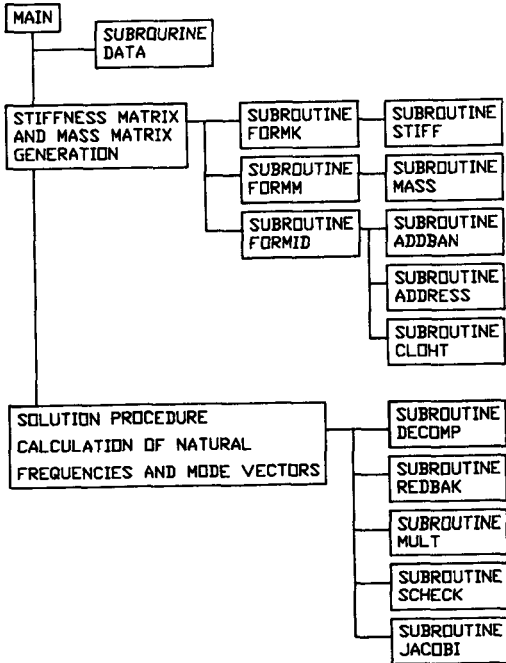 MAIN
SUBROURINE
DATA
STIFFNESS MATRIX
AND MASS MATRIX
GENERATION
SUBROUTINE
FORMK
SUBROUTINE
STIFF
SUBROUTINE
FORMM
SUBROUTINE
MASS
SUBROUTINE
FORMID
SUBROUTINE
ADDBAN
SUBROUTINE
ADDRESS
SUBROUTINE
CLOHT
SOLUTION PROCEDURE
CALCULATION OF NATURAL
FREQUENCIES AND MODE VECTORS
SUBROUTINE
DECOMP
SUBROUTINE
REDBAK
SUBROUTINE
MULT
SUBROUTINE
SCHECK
SUBROUTINE
JACOBI